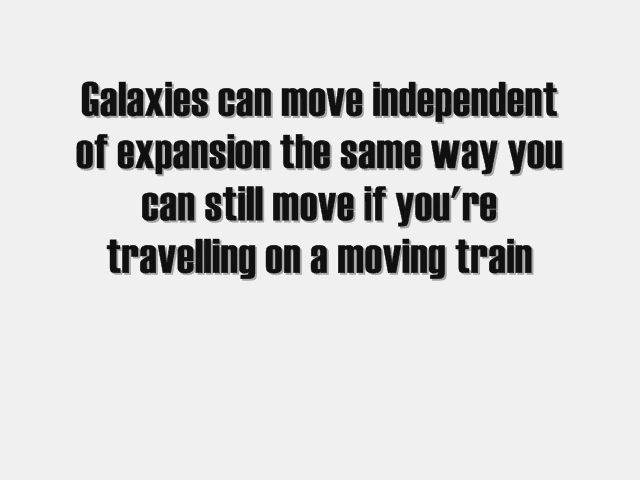 Galaxies can move independent
of expansion the same way you
can still move if you're
travelling on a moving train